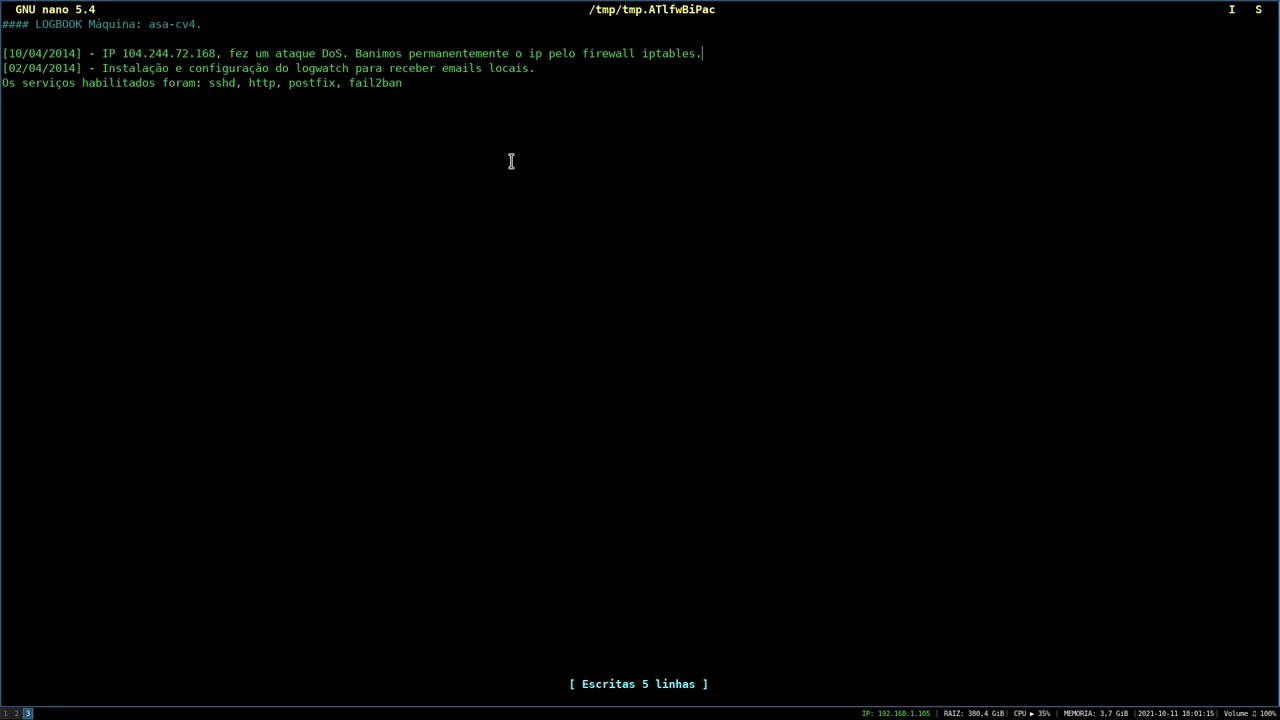 GNU nano 5.4 /tmp/tmp.ATlfwBiPac I S
#### LOGBOOK Máquina: asa-cv4.
[10/04/2014] - IP 104.244.72.168, fez um ataque DoS. Banimos permanentemente o ip pelo firewall iptables.
[02/04/2014] - Instalação e configuração do logwatch para receber emails locais.
Os serviços habilitados foram: sshd, http, postfix, fail2ban
[ Escritas 5 linhas ]
1 2 3 IP: 192.168.1.105 | RAIZ: 380,4 GiB| CPU ▶ 35% | MEMORIA: 3,7 GiB |2021-10-11 18:01:15| Volume ♫ 100%